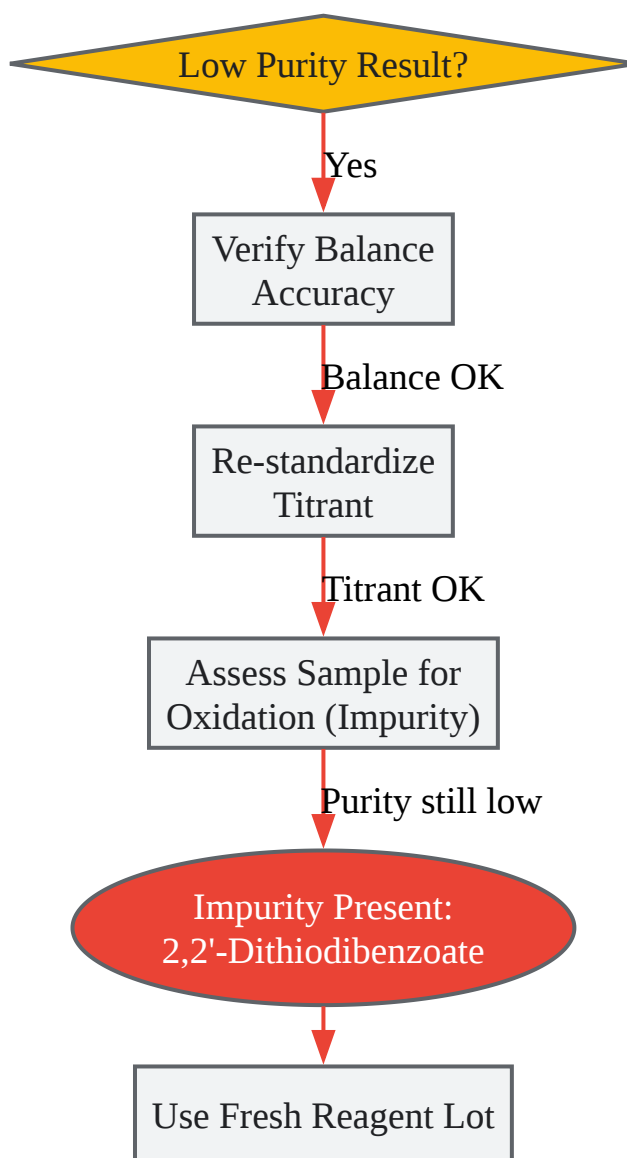 Low Purity Result?
Yes
Verify Balance
Accuracy
Balance OK
Re-standardize
Titrant
Titrant OK
Assess Sample for
Oxidation (Impurity)
Purity still low
Impurity Present:
2,2'-Dithiodibenzoate
Use Fresh Reagent Lot